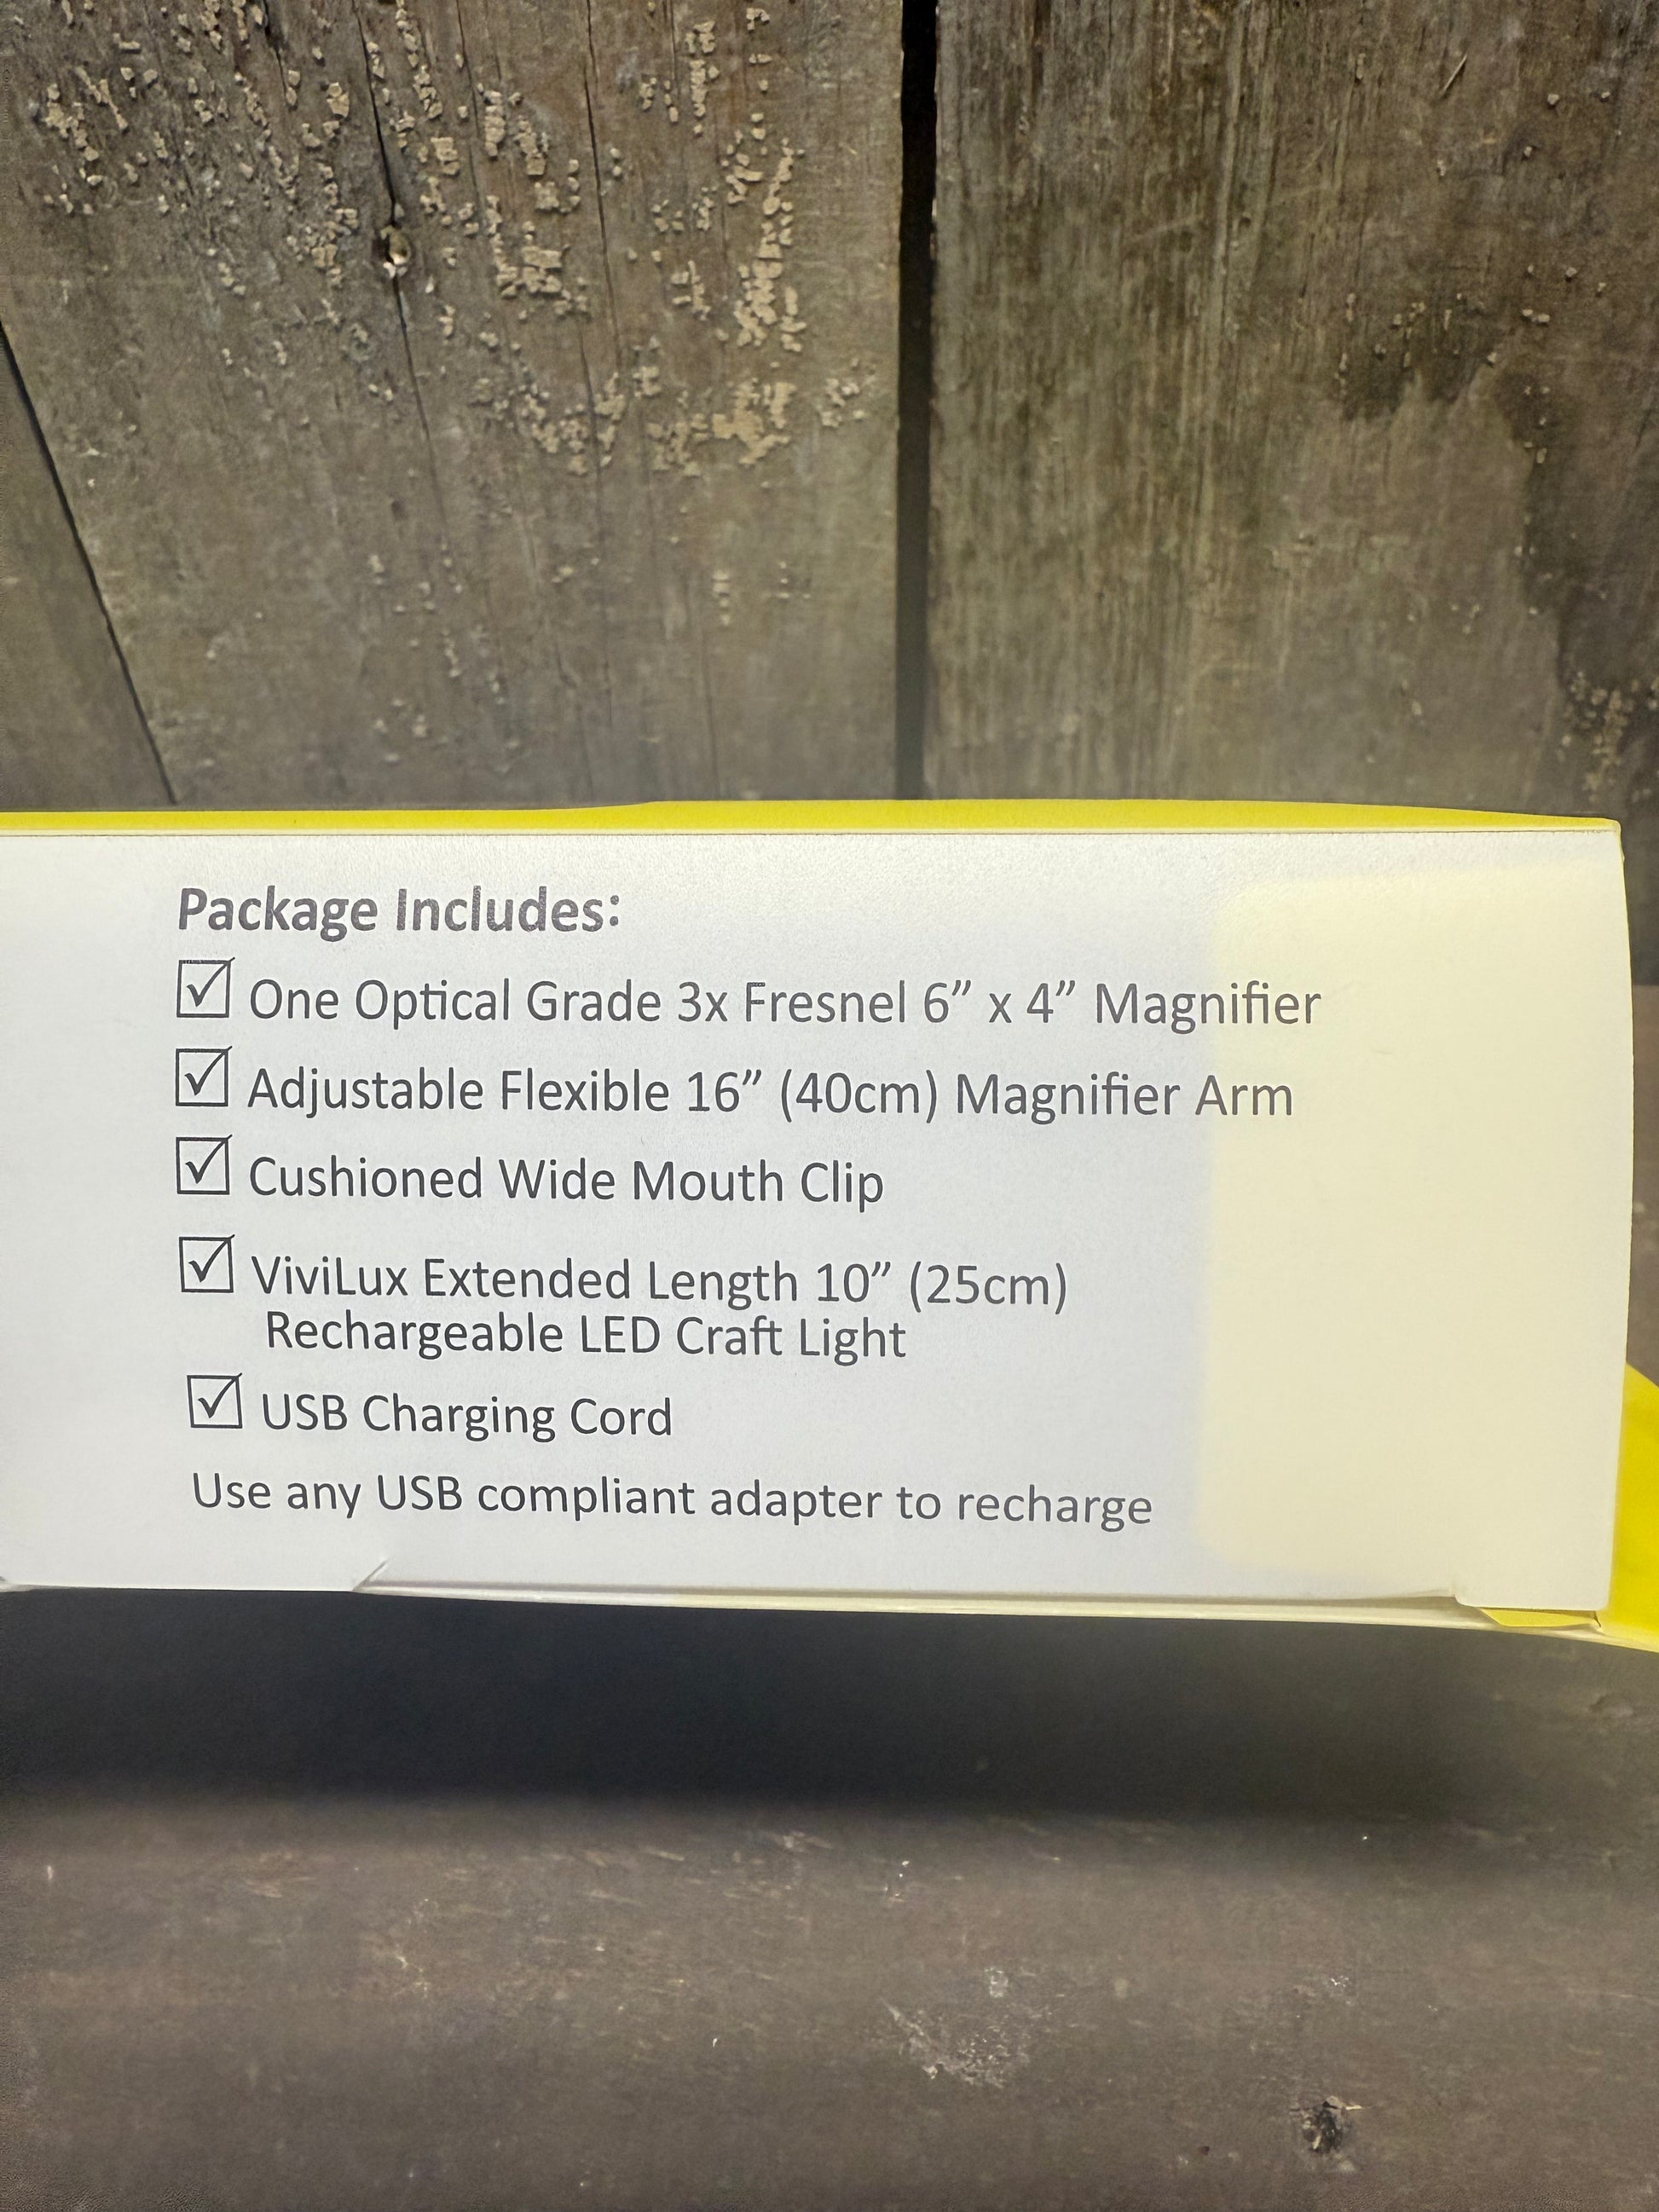 Package Includes:
☑ One Optical Grade 3x Fresnel 6” x 4” Magnifier
☑ Adjustable Flexible 16” (40cm) Magnifier Arm
☑ Cushioned Wide Mouth Clip
☑ ViviLux Extended Length 10” (25cm)
Rechargeable LED Craft Light
☑ USB Charging Cord
Use any USB compliant adapter to recharge